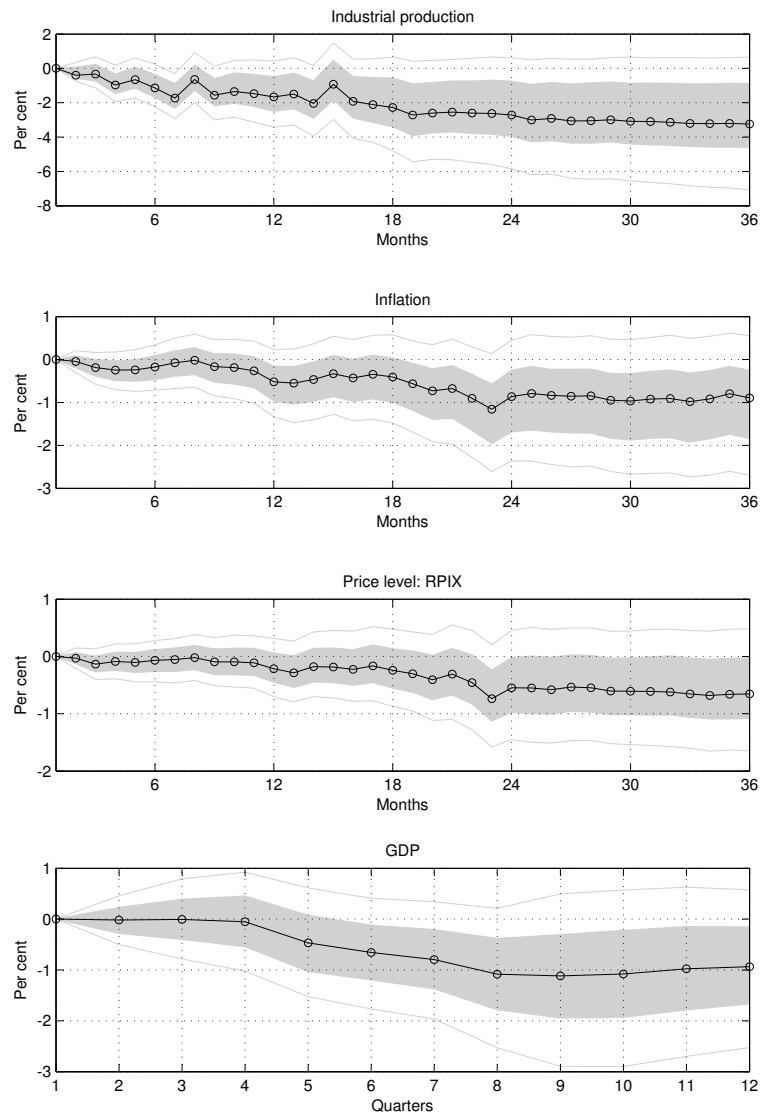 Industrial production
2
0
-2
-4
-6
-8
Per cent
6 12 18 24 30 36
Months
Inflation
1
0
-1
-2
-3
Per cent
6 12 18 24 30 36
Months
Price level: RPIX
1
0
-1
-2
Per cent
6 12 18 24 30 36
Months
GDP
1
0
-1
-2
-3
Per cent
1 2 3 4 5 6 7 8 9 10 11 12
Quarters